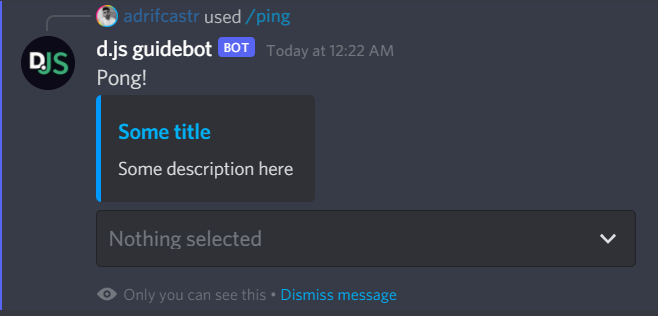 adrifcastr used /ping
DJS
d.js guidebot BOT Today at 12:22 AM
Pong!
Some title
Some description here
Nothing selected
Only you can see this • Dismiss message